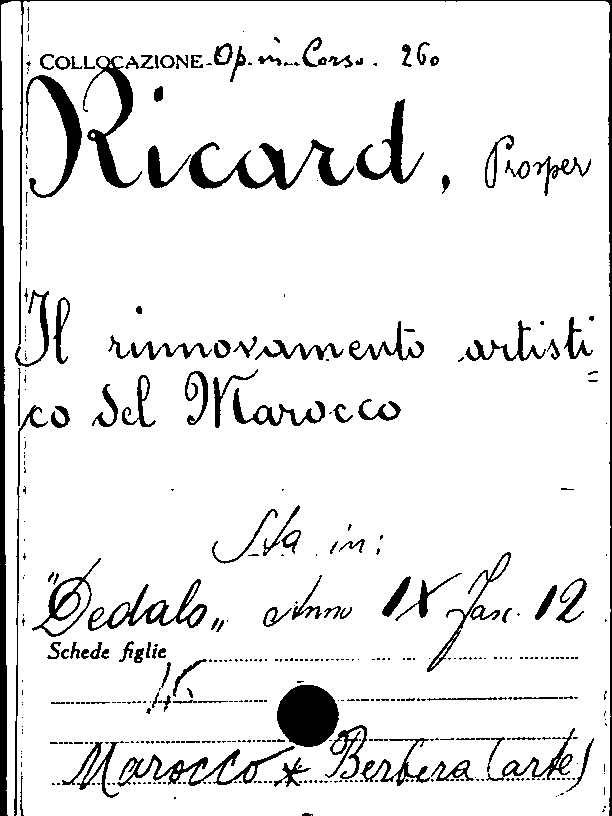 COLLOCAZIONE Op. in Corso. 260
Ricard, Prosper
Il rinnovamento artisti=
co del Marocco
Sta in:
"Dedalo„ Anno IX Fasc. 12
Schede figlie
Marocco * Berbera (arte)